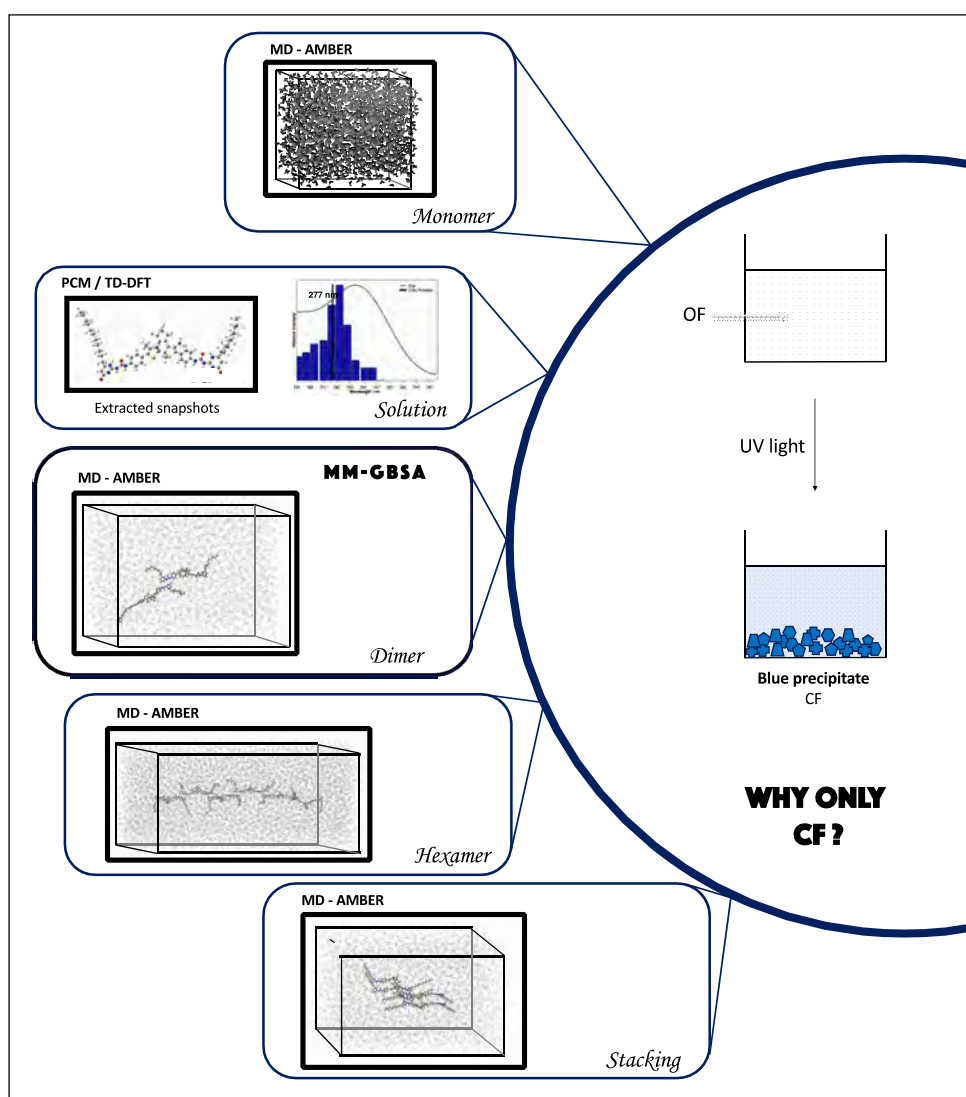 MD - AMBER
Monomer
PCM / TD-DFT
277 nm
Extracted snapshots
Solution
MM-GBSA
MD - AMBER
Dimer
MD - AMBER
Hexamer
MD - AMBER
Stacking
OF
UV light
Blue precipitate
CF
WHY ONLY
CF ?